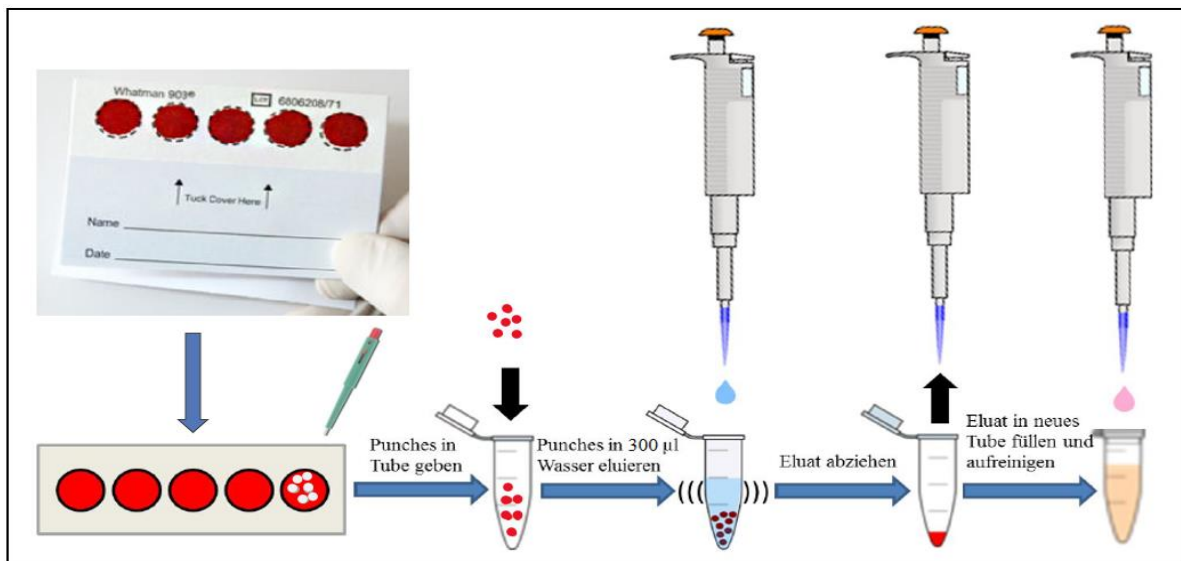 Whatman 903®
LOT 6806208/71
Tuck Cover Here
Name
Date
Punches in
Tube geben
Punches in 300 µl
Wasser eluieren
Eluat abziehen
Eluat in neues
Tube füllen und
aufreinigen